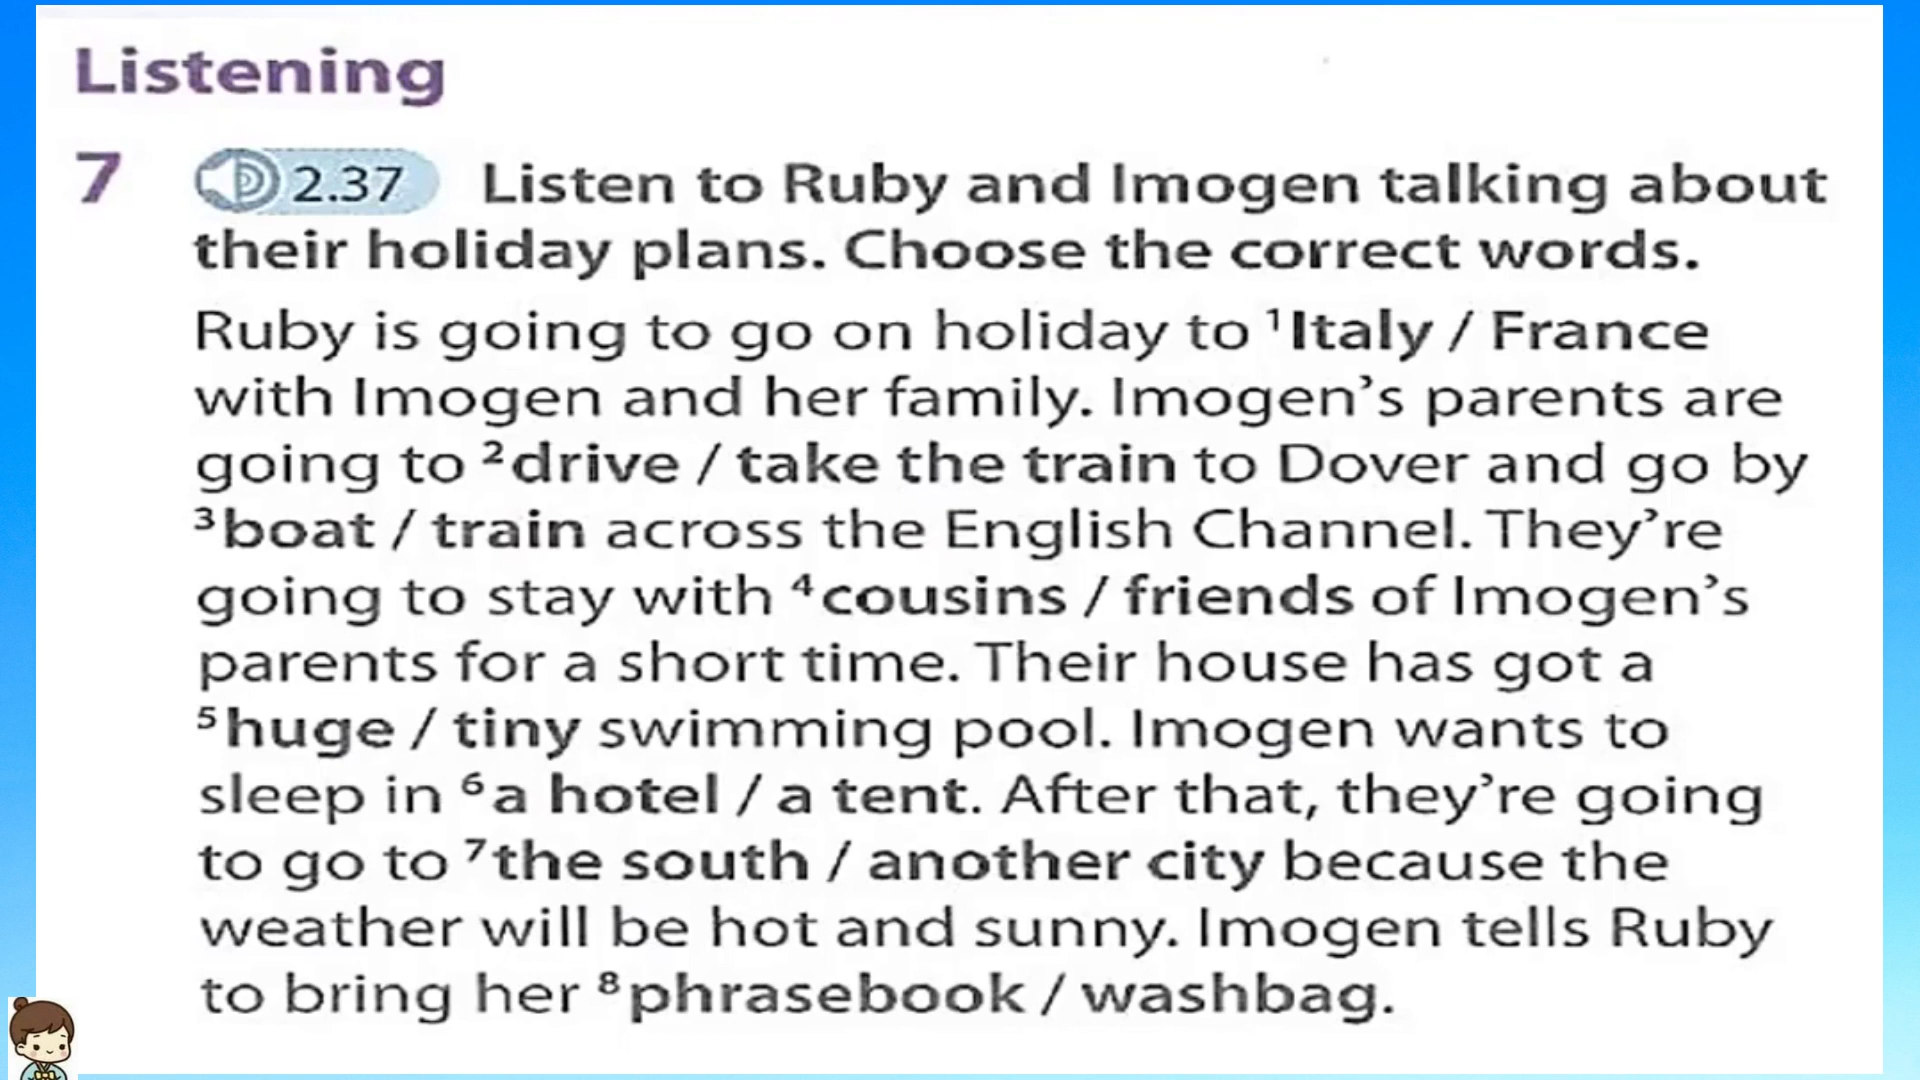 Listening
7 2.37 Listen to Ruby and Imogen talking about
their holiday plans. Choose the correct words.
Ruby is going to go on holiday to ¹Italy / France
with Imogen and her family. Imogen’s parents are
going to ²drive / take the train to Dover and go by
³boat / train across the English Channel. They’re
going to stay with ⁴cousins / friends of Imogen’s
parents for a short time. Their house has got a
⁵huge / tiny swimming pool. Imogen wants to
sleep in ⁶a hotel / a tent. After that, they’re going
to go to ⁷the south / another city because the
weather will be hot and sunny. Imogen tells Ruby
to bring her ⁸phrasebook / washbag.